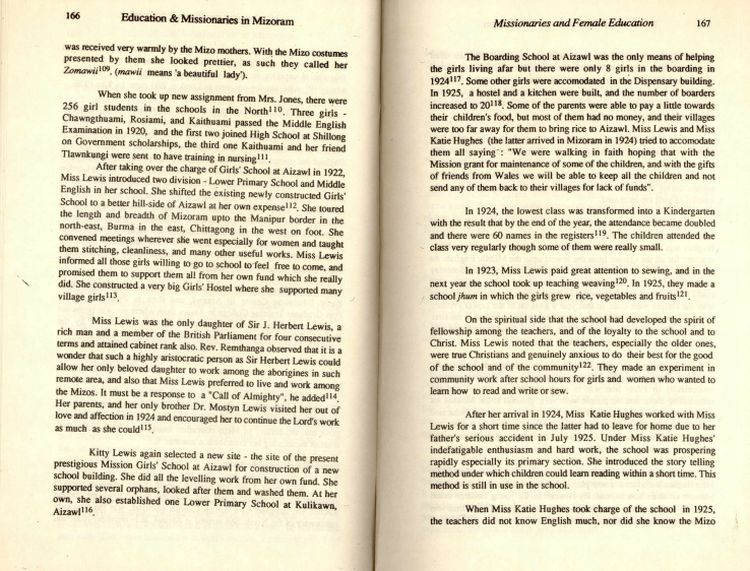 166 Education & Missionaries in Mizoram
was received very warmly by the Mizo mothers. With the Mizo costumes
presented by them she looked prettier, as such they called her
Zomawii109. (mawii means 'a beautiful lady').
When she took up new assignment from Mrs. Jones, there were
256 girl students in the schools in the North110. Three girls -
Chawngthuami, Rosiami, and Kaithuami passed the Middle English
Examination in 1920, and the first two joined High School at Shillong
on Government scholarships, the third one Kaithuami and her friend
Tlawnkungi were sent to have training in nursing111.
After taking over the charge of Girls' School at Aizawl in 1922,
Miss Lewis introduced two division - Lower Primary School and Middle
English in her school. She shifted the existing newly constructed Girls'
School to a better hill-side of Aizawl at her own expense112. She toured
the length and breadth of Mizoram upto the Manipur border in the
north-east, Burma in the east, Chittagong in the west on foot. She
convened meetings wherever she went especially for women and taught
them stitching, cleanliness, and many other useful works. Miss Lewis
informed all those girls willing to go to school to feel free to come, and
promised them to support them all from her own fund which she really
did. She constructed a very big Girls' Hostel where she supported many
village girls113.
Miss Lewis was the only daughter of Sir J. Herbert Lewis, a
rich man and a member of the British Parliament for four consecutive
terms and attained cabinet rank also. Rev. Remthanga observed that it is a
wonder that such a highly aristocratic person as Sir Herbert Lewis could
allow her only beloved daughter to work among the aborigines in such
remote area, and also that Miss Lewis preferred to live and work among
the Mizos. It must be a response to a "Call of Almighty", he added114.
Her parents, and her only brother Dr. Mostyn Lewis visited her out of
love and affection in 1924 and encouraged her to continue the Lord's work
as much as she could115.
Kitty Lewis again selected a new site - the site of the present
prestigious Mission Girls' School at Aizawl for construction of a new
school building. She did all the levelling work from her own fund. She
supported several orphans, looked after them and washed them. At her
own, she also established one Lower Primary School at Kulikawn,
Aizawl116.
Missionaries and Female Education 167
The Boarding School at Aizawl was the only means of helping
the girls living afar but there were only 8 girls in the boarding in
1924117. Some other girls were accomodated in the Dispensary building.
In 1925, a hostel and a kitchen were built, and the number of boarders
increased to 20118. Some of the parents were able to pay a little towards
their children's food, but most of them had no money, and their villages
were too far away for them to bring rice to Aizawl. Miss Lewis and Miss
Katie Hughes (the latter arrived in Mizoram in 1924) tried to accomodate
them all saying : "We were walking in faith hoping that with the
Mission grant for maintenance of some of the children, and with the gifts
of friends from Wales we will be able to keep all the children and not
send any of them back to their villages for lack of funds".
In 1924, the lowest class was transformed into a Kindergarten
with the result that by the end of the year, the attendance became doubled
and there were 60 names in the registers119. The children attended the
class very regularly though some of them were really small.
In 1923, Miss Lewis paid great attention to sewing, and in the
next year the school took up teaching weaving120. In 1925, they made a
school jhum in which the girls grew rice, vegetables and fruits121.
On the spiritual side that the school had developed the spirit of
fellowship among the teachers, and of the loyalty to the school and to
Christ. Miss Lewis noted that the teachers, especially the older ones,
were true Christians and genuinely anxious to do their best for the good
of the school and of the community122. They made an experiment in
community work after school hours for girls and women who wanted to
learn how to read and write or sew.
After her arrival in 1924, Miss Katie Hughes worked with Miss
Lewis for a short time since the latter had to leave for home due to her
father's serious accident in July 1925. Under Miss Katie Hughes'
indefatigable enthusiasm and hard work, the school was prospering
rapidly especially its primary section. She introduced the story telling
method under which children could learn reading within a short time. This
method is still in use in the school.
When Miss Katie Hughes took charge of the school in 1925,
the teachers did not know English much, nor did she know the Mizo